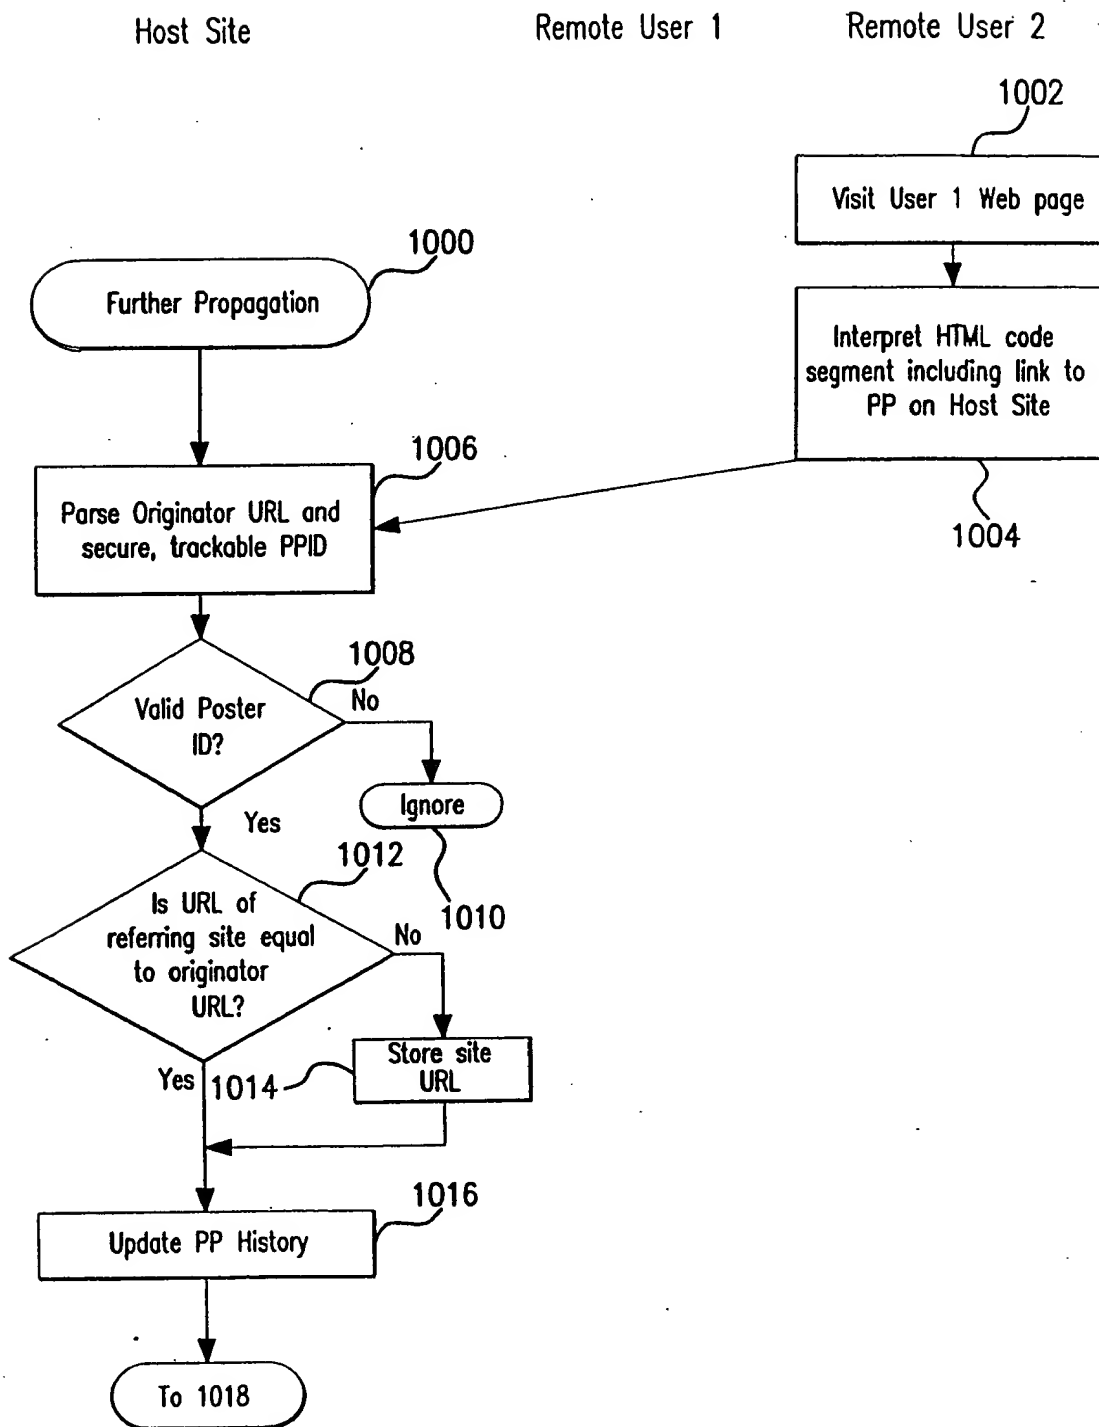 Host Site
Remote User 1
Remote User 2
1002
Visit User 1 Web page
1000
Further Propagation
Interpret HTML code
segment including link to
PP on Host Site
1004
1006
Parse Originator URL and
secure, trackable PPID
1008
Valid Poster
ID?
No
Ignore
1010
Yes
1012
Is URL of
referring site equal
to originator
URL?
No
Store site
URL
1014
Yes
1016
Update PP History
To 1018